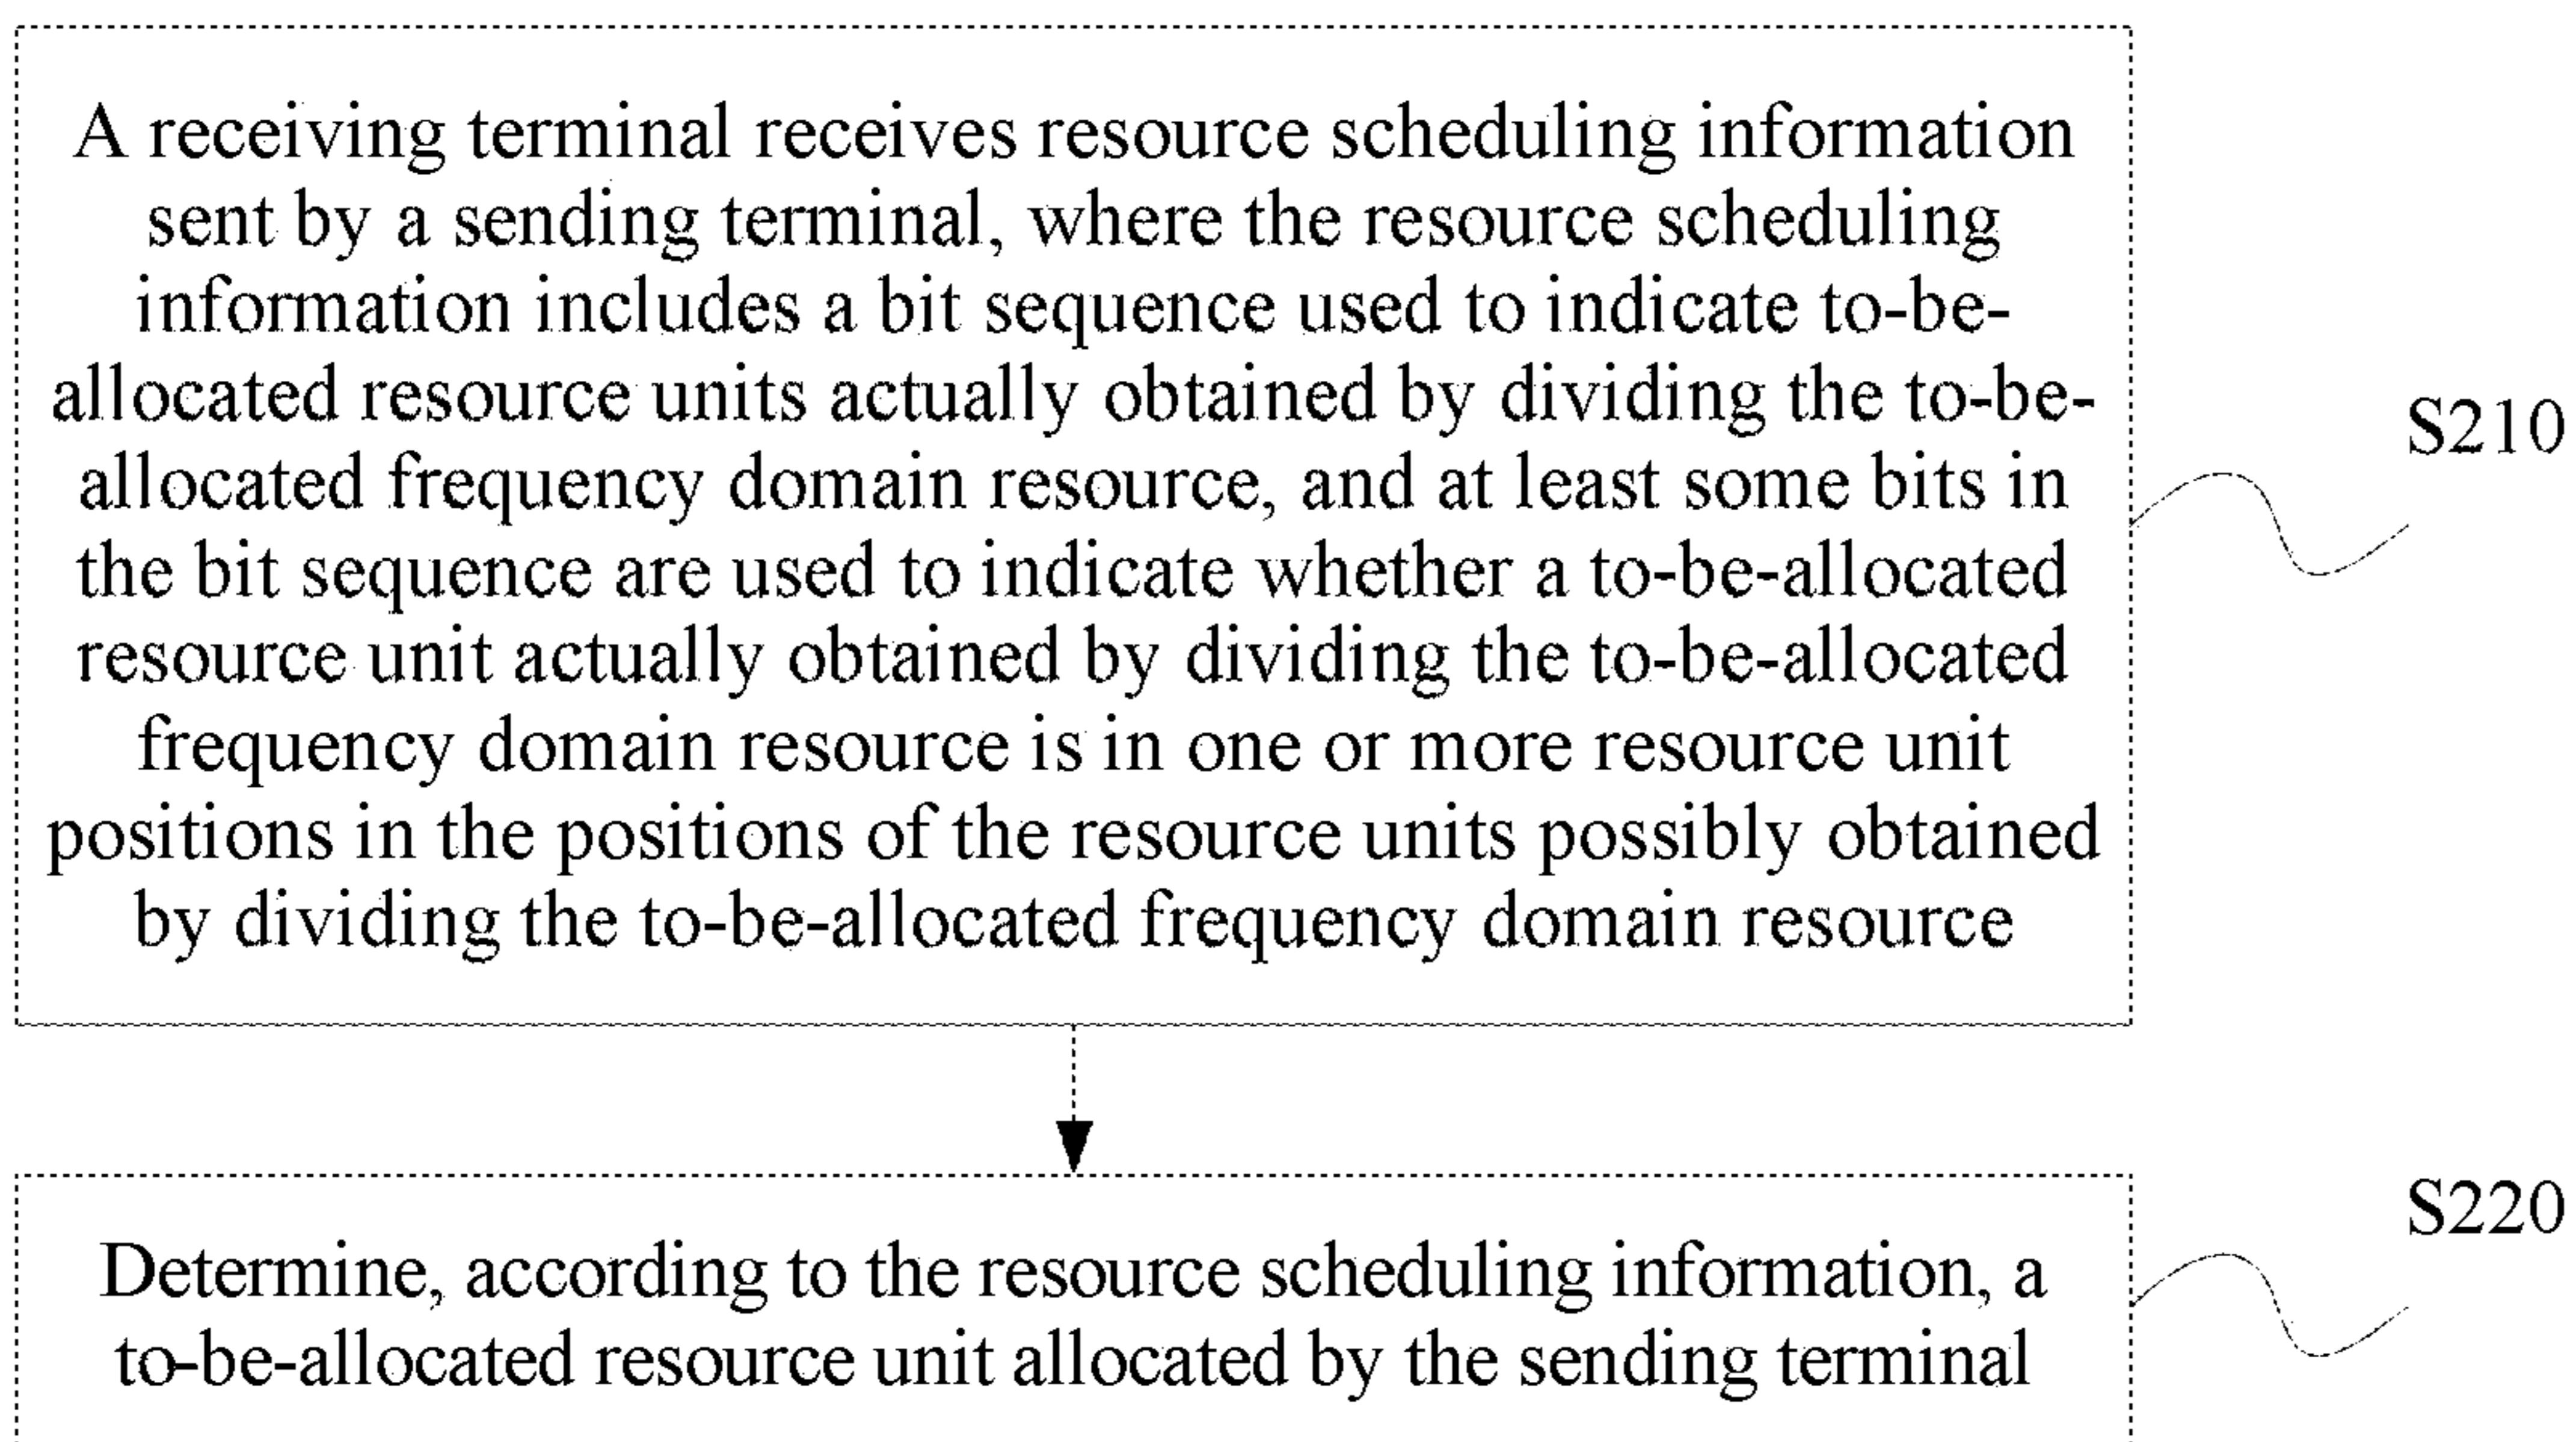 A receiving terminal receives resource scheduling information
sent by a sending terminal, where the resource scheduling
information includes a bit sequence used to indicate to-be-
allocated resource units actually obtained by dividing the to-be-
allocated frequency domain resource, and at least some bits in
the bit sequence are used to indicate whether a to-be-allocated
resource unit actually obtained by dividing the to-be-allocated
frequency domain resource is in one or more resource unit
positions in the positions of the resource units possibly obtained
by dividing the to-be-allocated frequency domain resource
S210
Determine, according to the resource scheduling information, a
to-be-allocated resource unit allocated by the sending terminal
S220